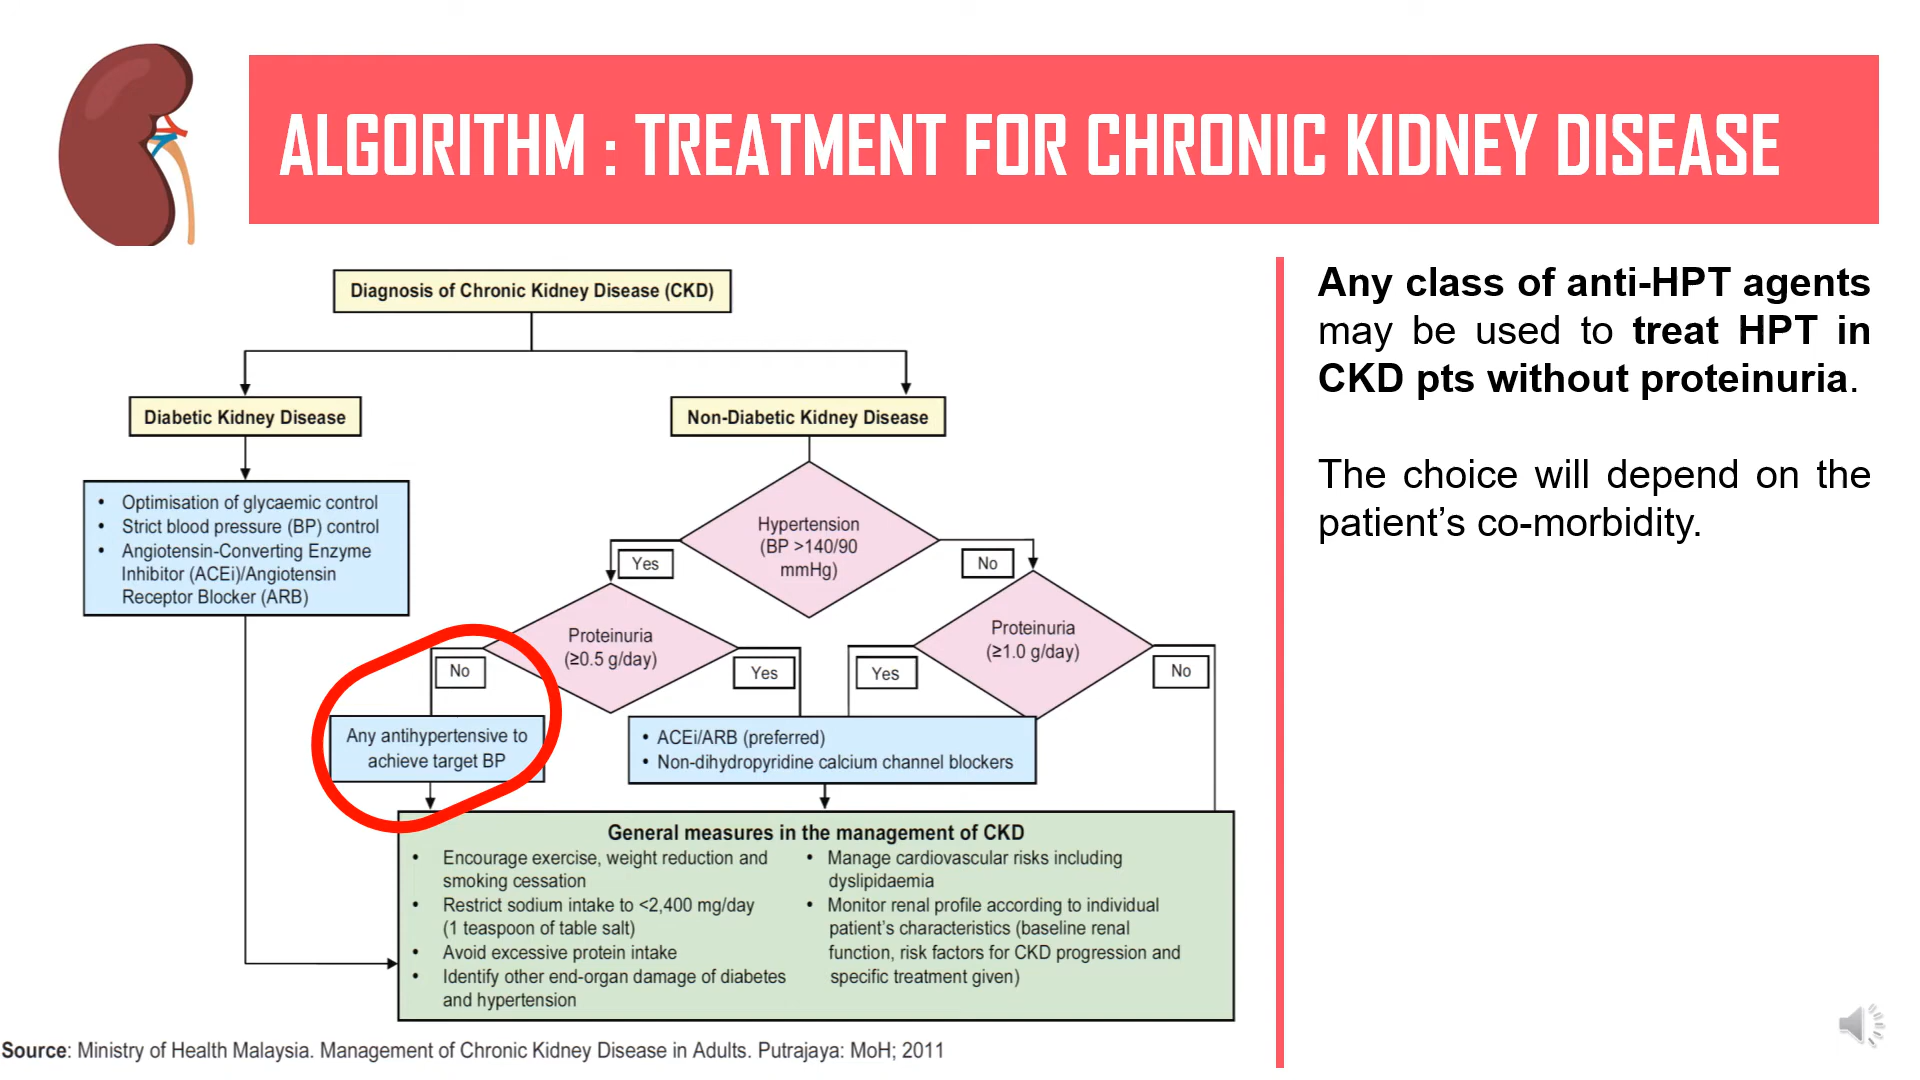 ALGORITHM : TREATMENT FOR CHRONIC KIDNEY DISEASE
Diagnosis of Chronic Kidney Disease (CKD)
Diabetic Kidney Disease
Non-Diabetic Kidney Disease
• Optimisation of glycaemic control
• Strict blood pressure (BP) control
• Angiotensin-Converting Enzyme
Inhibitor (ACEi)/Angiotensin
Receptor Blocker (ARB)
Hypertension
(BP >140/90
mmHg)
Yes
No
Proteinuria
(≥0.5 g/day)
Proteinuria
(≥1.0 g/day)
No
Yes
Yes
No
Any antihypertensive to
achieve target BP
• ACEi/ARB (preferred)
• Non-dihydropyridine calcium channel blockers
General measures in the management of CKD
• Encourage exercise, weight reduction and
smoking cessation
• Restrict sodium intake to <2,400 mg/day
(1 teaspoon of table salt)
• Avoid excessive protein intake
• Identify other end-organ damage of diabetes
and hypertension
• Manage cardiovascular risks including
dyslipidaemia
• Monitor renal profile according to individual
patient's characteristics (baseline renal
function, risk factors for CKD progression and
specific treatment given)
Source: Ministry of Health Malaysia. Management of Chronic Kidney Disease in Adults. Putrajaya: MoH; 2011
Any class of anti-HPT agents
may be used to treat HPT in
CKD pts without proteinuria.
The choice will depend on the
patient’s co-morbidity.